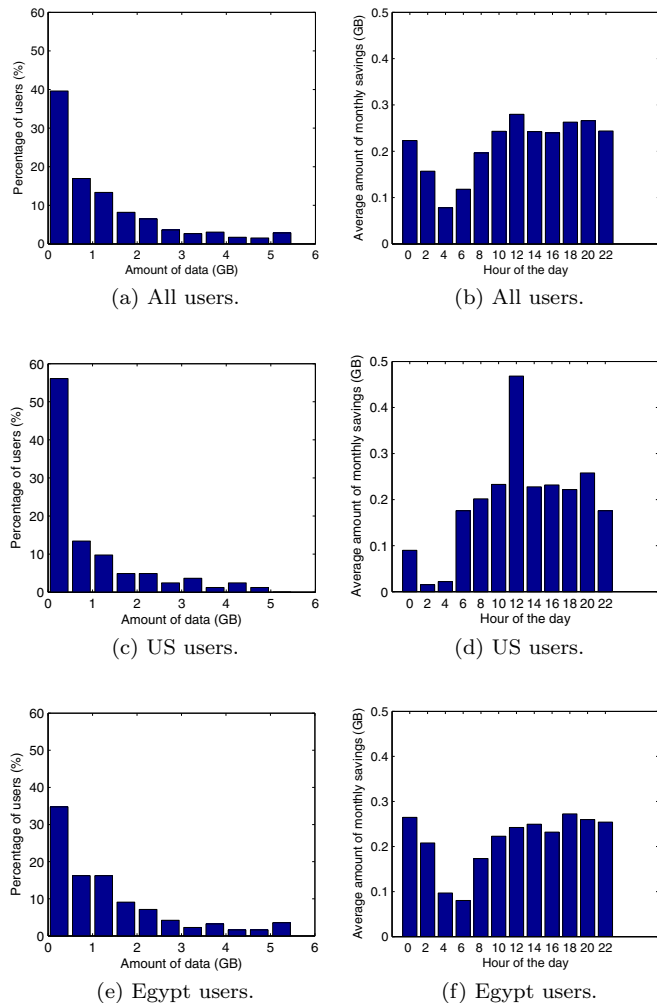 60
50
40
30
20
10
0
0 1 2 3 4 5 6
Amount of data (GB)
Percentage of users (%)
(a) All users.
0.5
0.4
0.3
0.2
0.1
0
0 2 4 6 8 10 12 14 16 18 20 22
Hour of the day
Average amount of monthly savings (GB)
(b) All users.
60
50
40
30
20
10
0
0 1 2 3 4 5 6
Amount of data (GB)
Percentage of users (%)
(c) US users.
0.5
0.4
0.3
0.2
0.1
0
0 2 4 6 8 10 12 14 16 18 20 22
Hour of the day
Average amount of monthly savings (GB)
(d) US users.
60
50
40
30
20
10
0
0 1 2 3 4 5 6
Amount of data (GB)
Percentage of users (%)
(e) Egypt users.
0.5
0.4
0.3
0.2
0.1
0
0 2 4 6 8 10 12 14 16 18 20 22
Hour of the day
Average amount of monthly savings (GB)
(f) Egypt users.